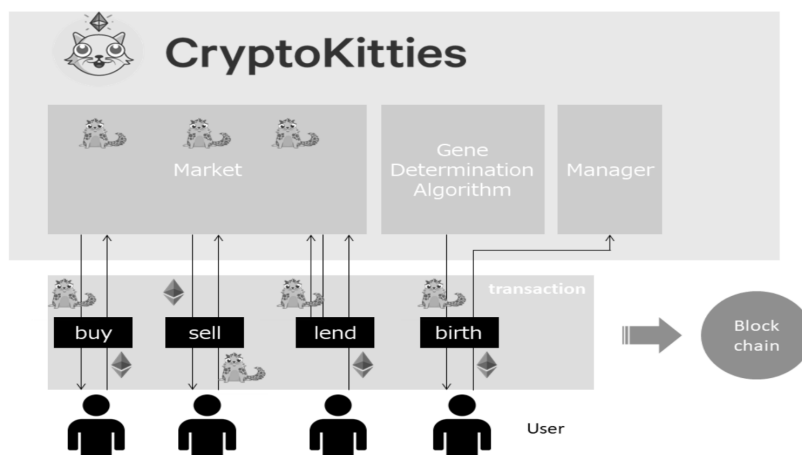 CryptoKitties
Market
Gene
Determination
Algorithm
Manager
transaction
buy
sell
lend
birth
Block
chain
User